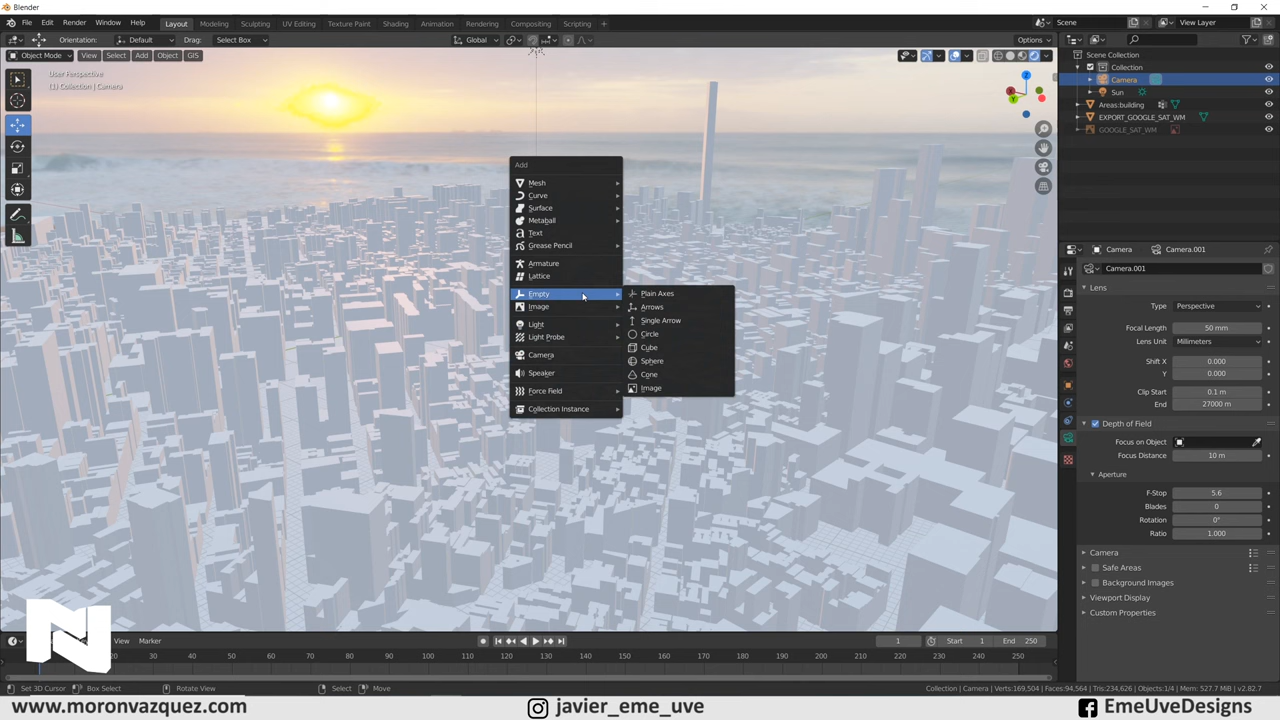 Blender
File Edit Render Window Help Layout Modeling Sculpting UV Editing Texture Paint Shading Animation Rendering Compositing Scripting + Scene View Layer
Orientation: Default Drag: Select Box Global Options
Object Mode View Select Add Object GIS
User Perspective
(1) Collection | Camera
Add
Mesh
Curve
Surface
Metaball
Text
Grease Pencil
Armature
Lattice
Empty
Image
Light
Light Probe
Camera
Speaker
Force Field
Collection Instance
Plain Axes
Arrows
Single Arrow
Circle
Cube
Sphere
Cone
Image
Z
Y
Scene Collection
Collection
Camera
Sun
Areas:building
EXPORT_GOOGLE_SAT_WM
GOOGLE_SAT_WM
Camera Camera.001
Camera.001
Lens
Type Perspective
Focal Length 50 mm
Lens Unit Millimeters
Shift X 0.000
Y 0.000
Clip Start 0.1 m
End 27000 m
Depth of Field
Focus on Object
Focus Distance 10 m
Aperture
F-Stop 5.6
Blades 0
Rotation 0°
Ratio 1.000
Camera
Safe Areas
Background Images
Viewport Display
Custom Properties
View Marker 1 Start 1 End 250
20 30 40 50 60 70 80 90 100 110 120 130 140 150 160 170 180 190 200 210 220 230 240 250
Set 3D Cursor Box Select Rotate View Select Move Collection | Camera | Verts:169,504 | Faces:94,564 | Tris:234,626 | Objects:1/4 | Mem: 527.7 MiB | v2.82.7
N
www.moronvazquez.com javier_eme_uve EmeUveDesigns